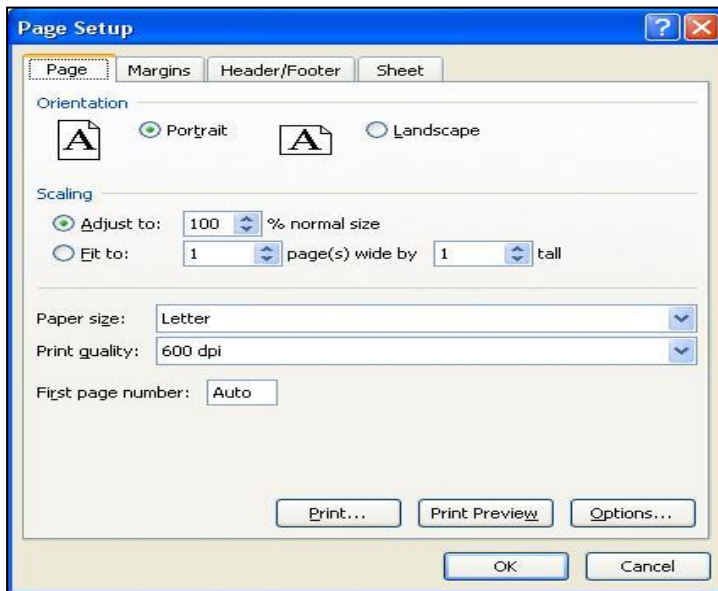 Page Setup
Page Margins Header/Footer Sheet
Orientation
A Portrait A Landscape
Scaling
Adjust to: 100 % normal size
Fit to: 1 page(s) wide by 1 tall
Paper size: Letter
Print quality: 600 dpi
First page number: Auto
Print... Print Preview Options...
OK Cancel